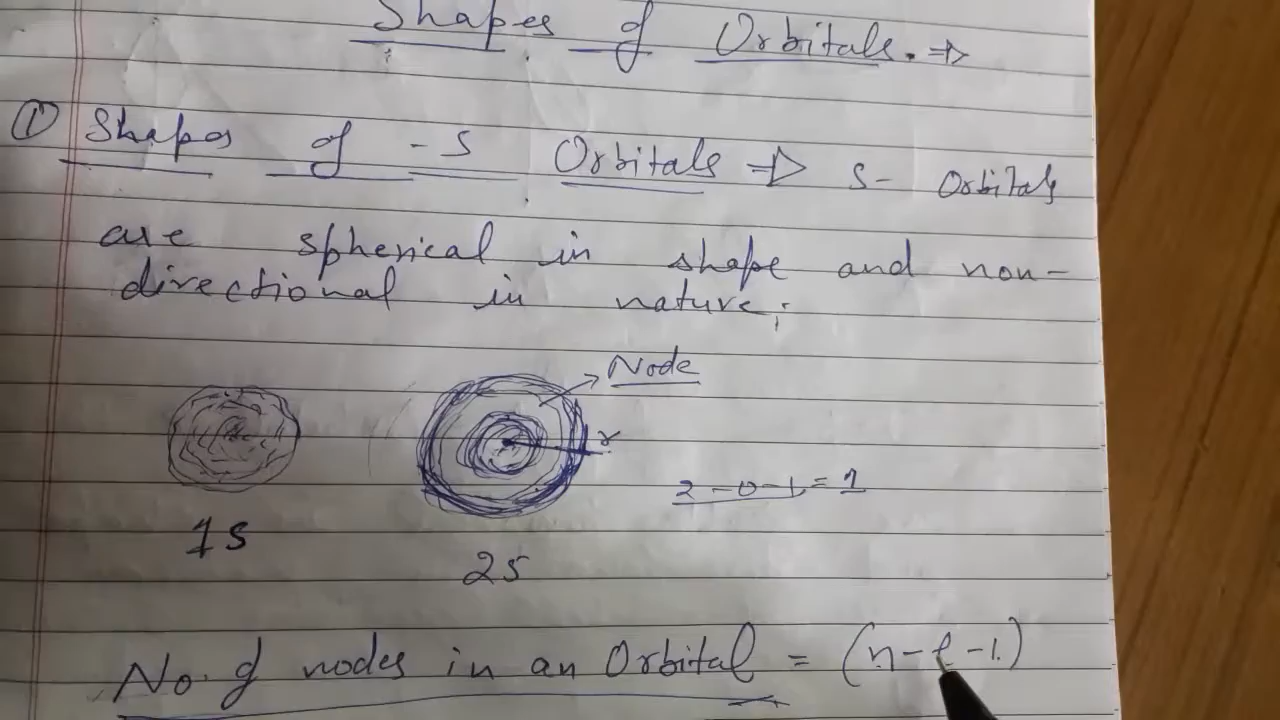 Shapes of Orbitals. ⇒
① Shapes of - s Orbitals ⇒ s- Orbitals
are spherical in shape and non-
directional in nature;
Node
r
2-0-1 = 1
1s
2s
No. of nodes in an Orbital = (n-l-1)